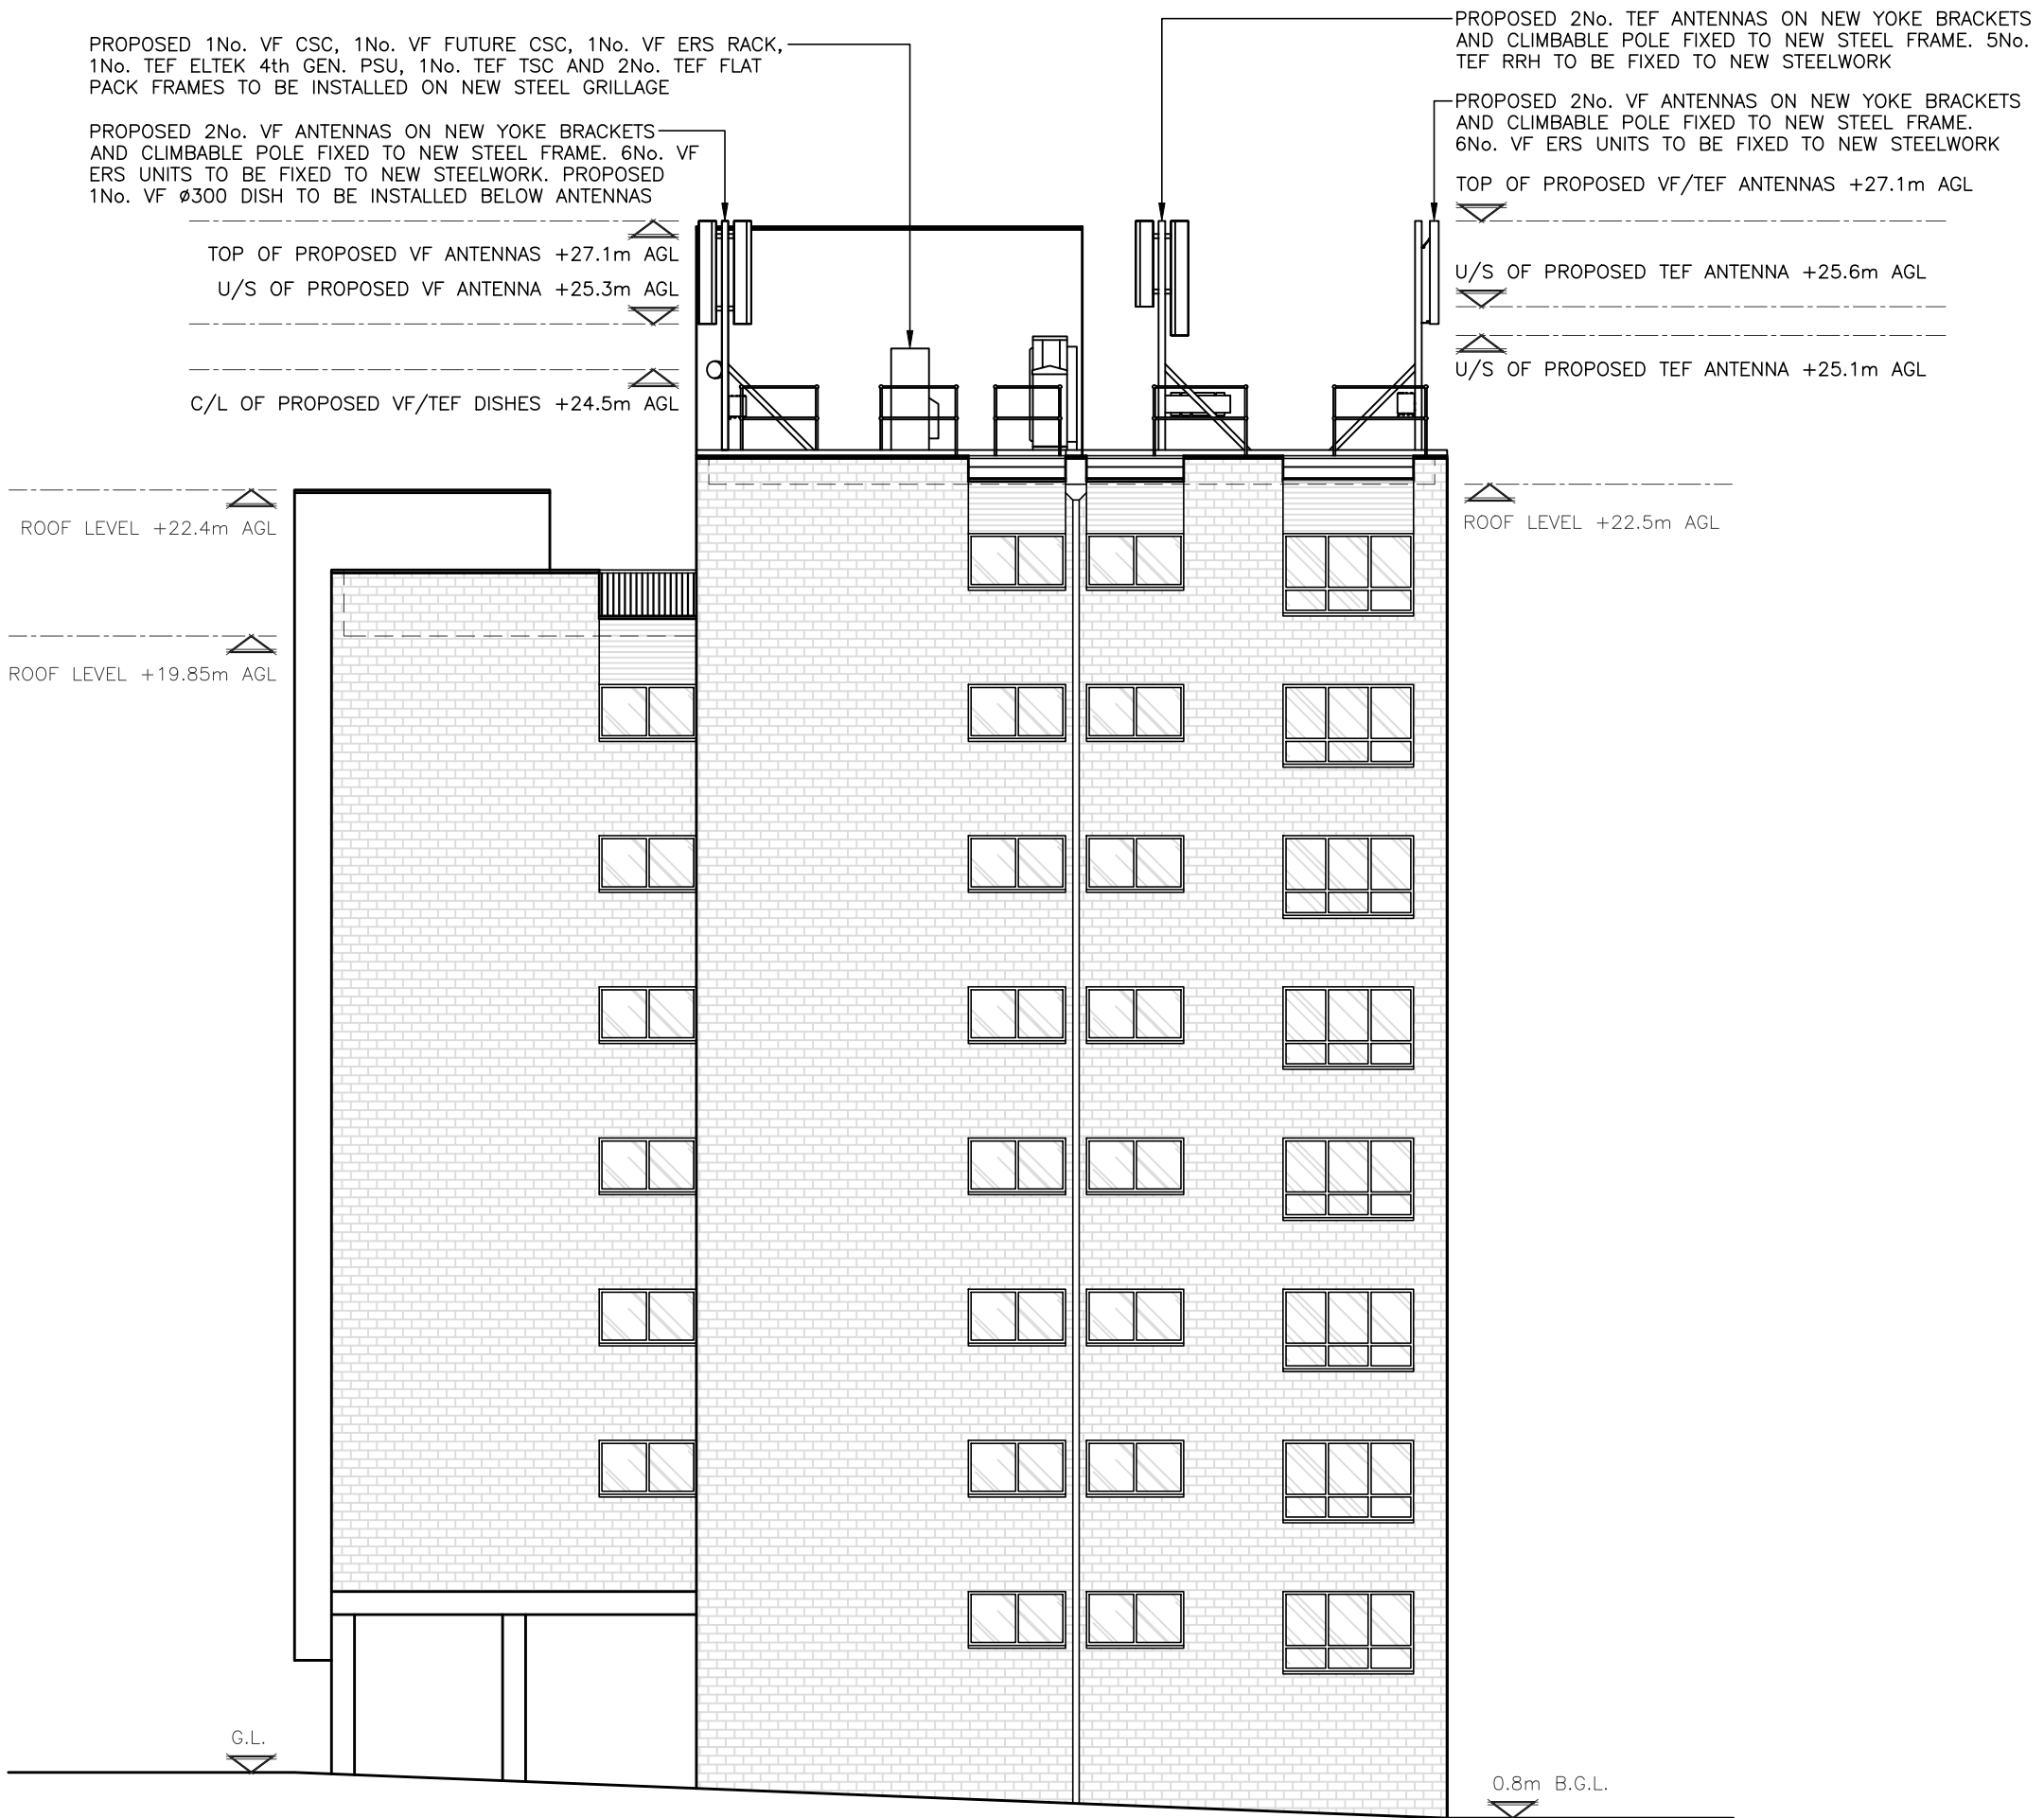 PROPOSED 1No. VF CSC, 1No. VF FUTURE CSC, 1No. VF ERS RACK,
1No. TEF ELTEK 4th GEN. PSU, 1No. TEF TSC AND 2No. TEF FLAT
PACK FRAMES TO BE INSTALLED ON NEW STEEL GRILLAGE
PROPOSED 2No. VF ANTENNAS ON NEW YOKE BRACKETS
AND CLIMBABLE POLE FIXED TO NEW STEEL FRAME. 6No. VF
ERS UNITS TO BE FIXED TO NEW STEELWORK. PROPOSED
1No. VF ø300 DISH TO BE INSTALLED BELOW ANTENNAS
TOP OF PROPOSED VF ANTENNAS +27.1m AGL
U/S OF PROPOSED VF ANTENNA +25.3m AGL
C/L OF PROPOSED VF/TEF DISHES +24.5m AGL
ROOF LEVEL +22.4m AGL
ROOF LEVEL +19.85m AGL
G.L.
PROPOSED 2No. TEF ANTENNAS ON NEW YOKE BRACKETS
AND CLIMBABLE POLE FIXED TO NEW STEEL FRAME. 5No.
TEF RRH TO BE FIXED TO NEW STEELWORK
PROPOSED 2No. VF ANTENNAS ON NEW YOKE BRACKETS
AND CLIMBABLE POLE FIXED TO NEW STEEL FRAME.
6No. VF ERS UNITS TO BE FIXED TO NEW STEELWORK
TOP OF PROPOSED VF/TEF ANTENNAS +27.1m AGL
U/S OF PROPOSED TEF ANTENNA +25.6m AGL
U/S OF PROPOSED TEF ANTENNA +25.1m AGL
ROOF LEVEL +22.5m AGL
0.8m B.G.L.